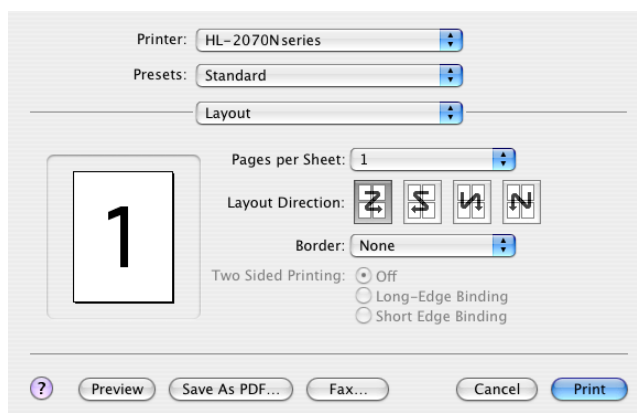 Printer: HL-2070N series
Presets: Standard
Layout
Pages per Sheet: 1
1
Layout Direction:
Border: None
Two Sided Printing: Off
Long-Edge Binding
Short Edge Binding
? Preview Save As PDF... Fax... Cancel Print